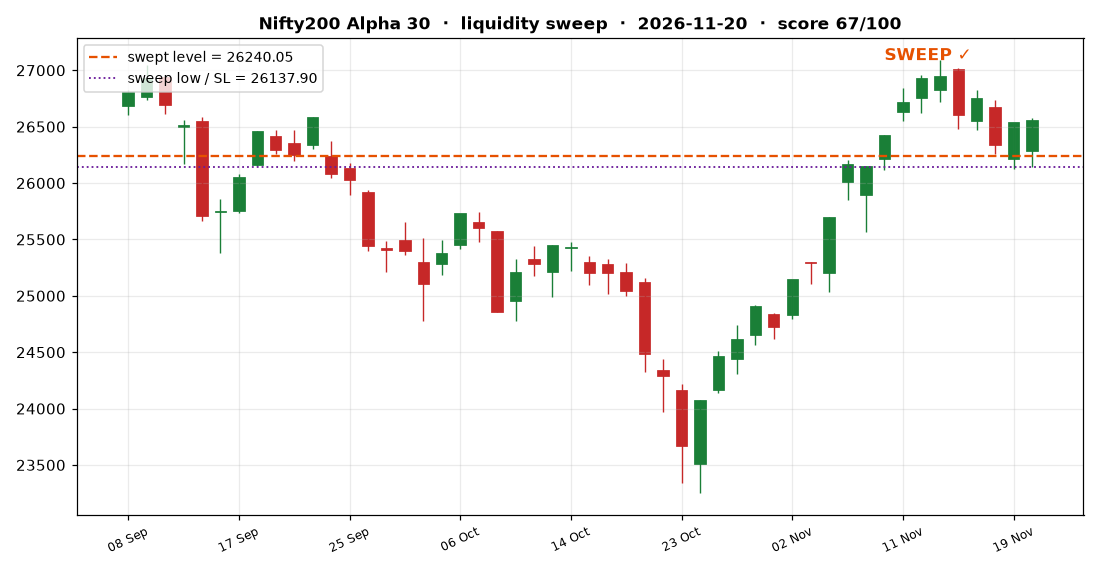 Nifty200 Alpha 30 · liquidity sweep · 2026-11-20 · score 67/100
swept level = 26240.05
sweep low / SL = 26137.90
SWEEP ✓
27000
26500
26000
25500
25000
24500
24000
23500
08 Sep
17 Sep
25 Sep
06 Oct
14 Oct
23 Oct
02 Nov
11 Nov
19 Nov